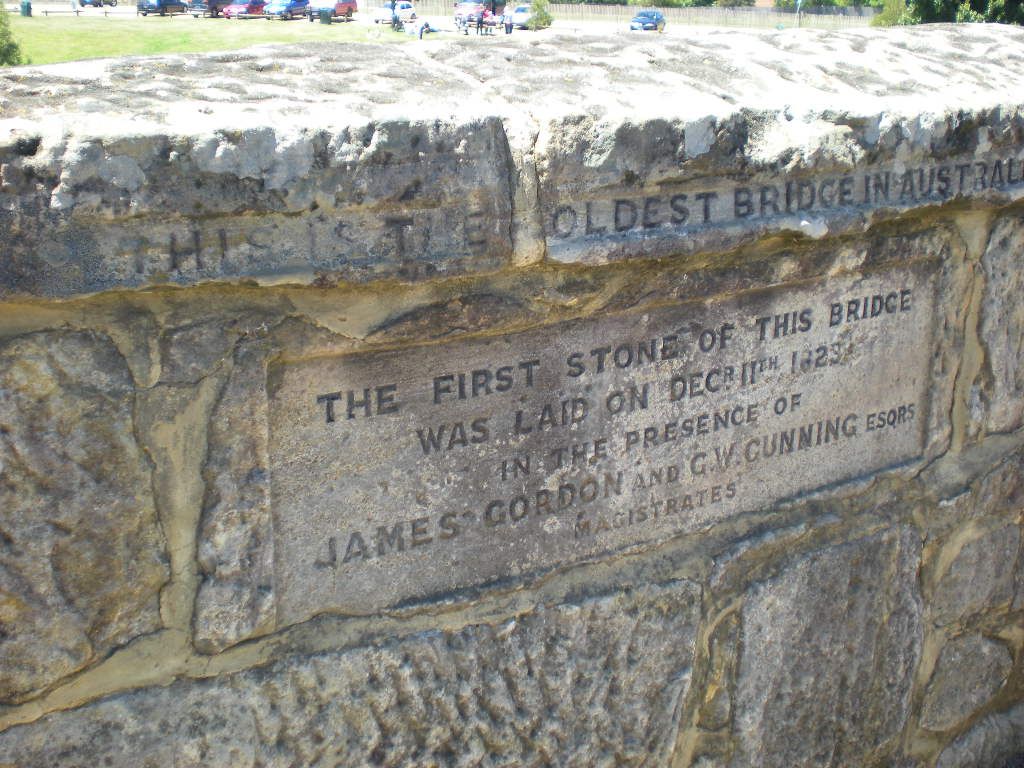 THIS IS THE OLDEST BRIDGE IN AUSTRAL
THE FIRST STONE OF THIS BRIDGE
WAS LAID ON DECR 11TH, 1823
IN THE PRESENCE OF
JAMES GORDON AND G.W. GUNNING ESQRS
MAGISTRATES